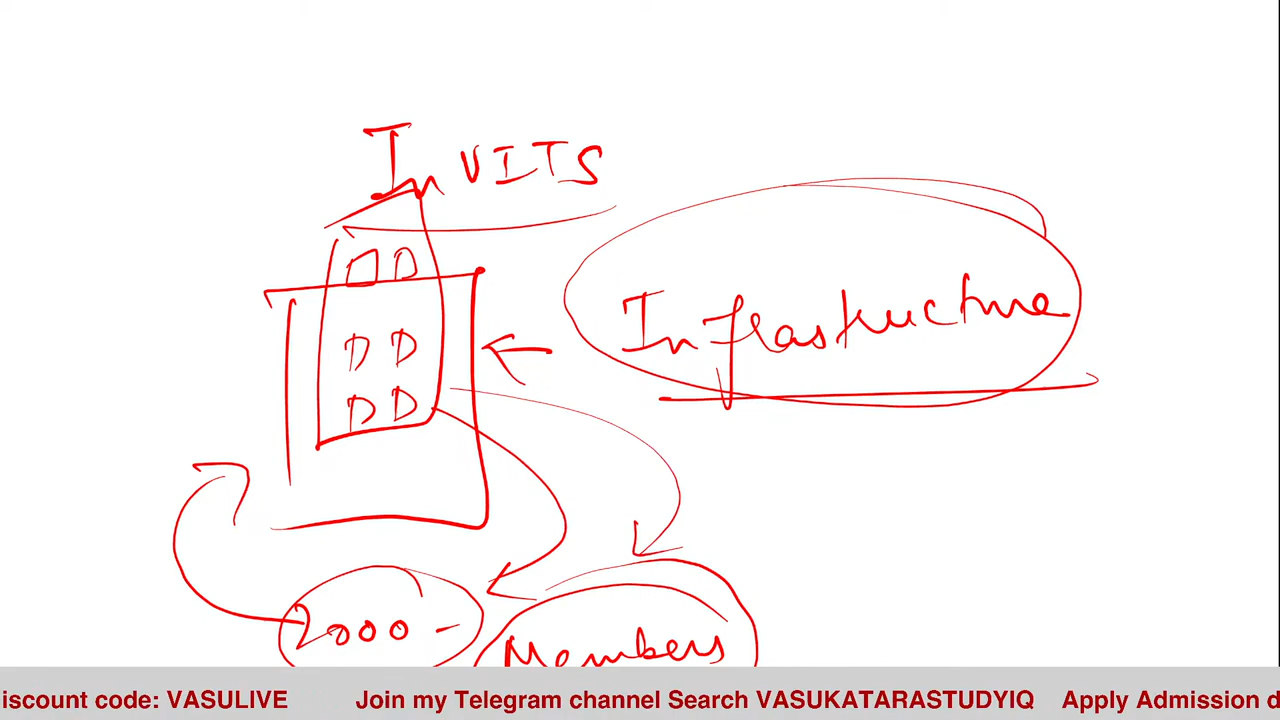 InVITS
Infrastructure
2000 -
Members
iscount code: VASULIVE Join my Telegram channel Search VASUKATARASTUDYIQ Apply Admission d